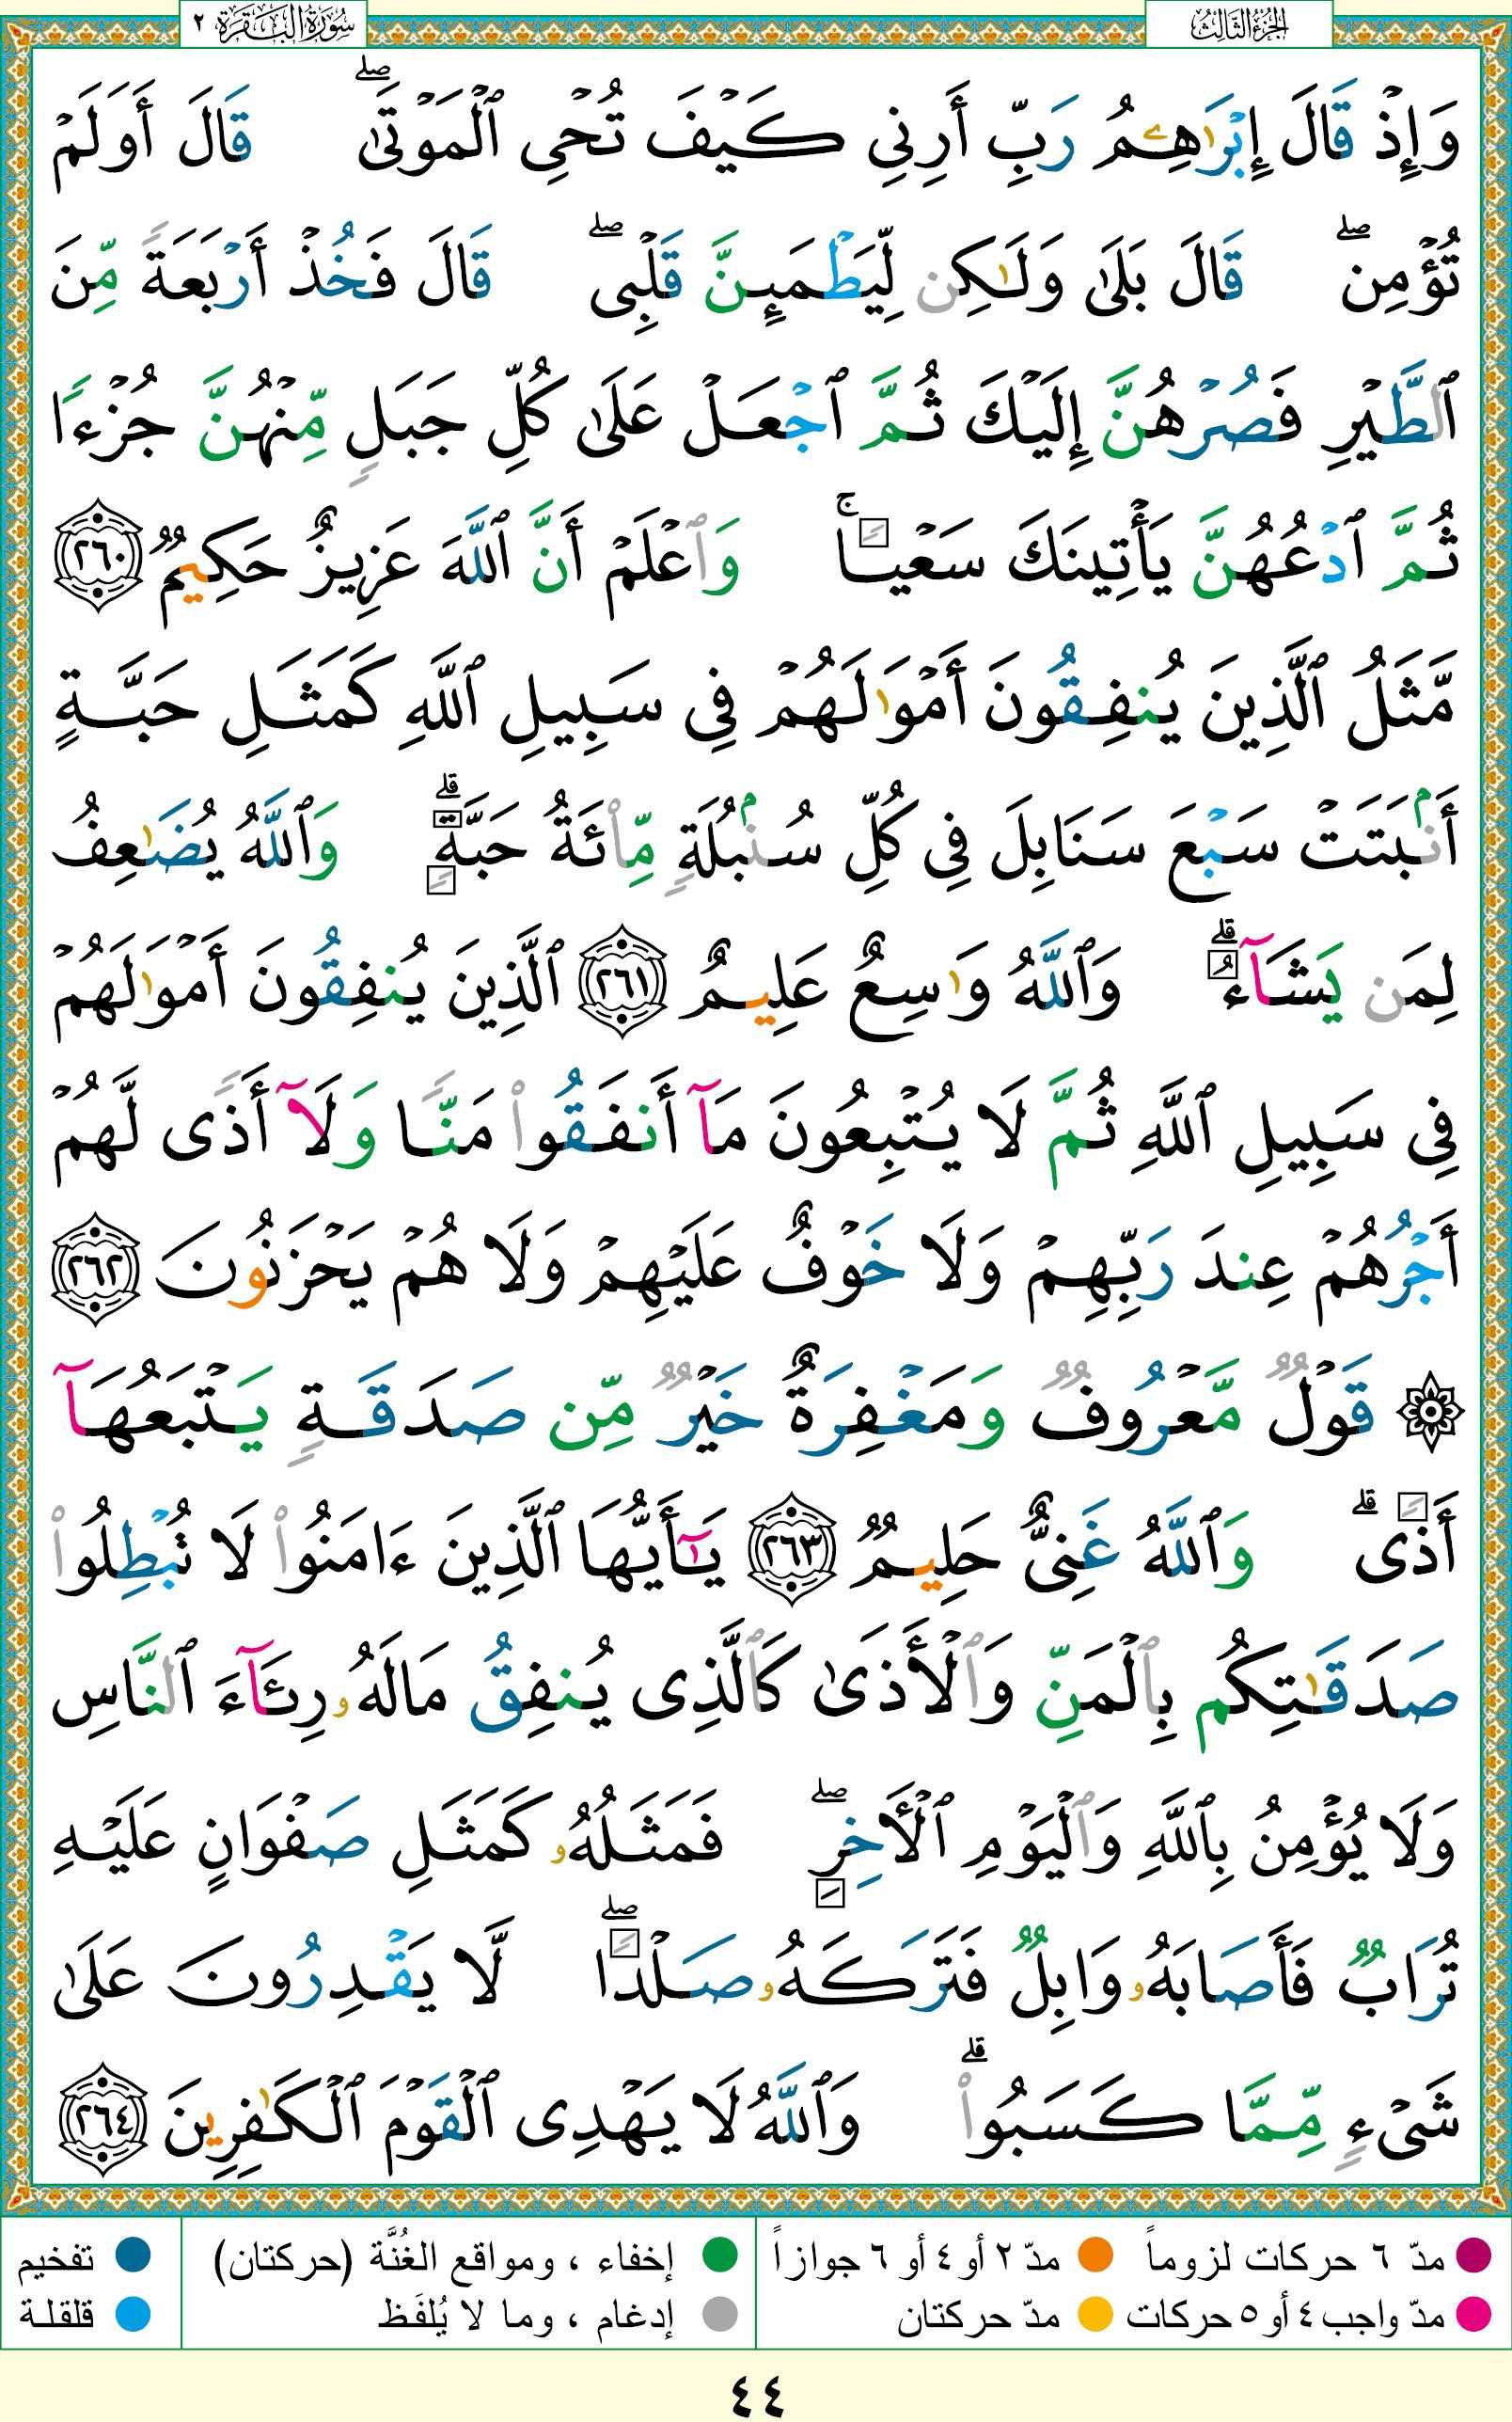 الجزء الثالث
سورة البقرة ٢
وَإِذْ قَالَ إِبْرَٰهِۦمُ رَبِّ أَرِنِى كَيْفَ تُحْىِ ٱلْمَوْتَىٰ ۖ قَالَ أَوَلَمْ
تُؤْمِن ۖ قَالَ بَلَىٰ وَلَٰكِن لِّيَطْمَئِنَّ قَلْبِى ۖ قَالَ فَخُذْ أَرْبَعَةً مِّنَ
ٱلطَّيْرِ فَصُرْهُنَّ إِلَيْكَ ثُمَّ ٱجْعَلْ عَلَىٰ كُلِّ جَبَلٍ مِّنْهُنَّ جُزْءًا
ثُمَّ ٱدْعُهُنَّ يَأْتِينَكَ سَعْيًا ۚ وَٱعْلَمْ أَنَّ ٱللَّهَ عَزِيزٌ حَكِيمٌ ٢٦٠
مَّثَلُ ٱلَّذِينَ يُنفِقُونَ أَمْوَٰلَهُمْ فِى سَبِيلِ ٱللَّهِ كَمَثَلِ حَبَّةٍ
أَنۢبَتَتْ سَبْعَ سَنَابِلَ فِى كُلِّ سُنۢبُلَةٍ مِّا۟ئَةُ حَبَّةٍ ۗ وَٱللَّهُ يُضَٰعِفُ
لِمَن يَشَآءُ ۗ وَٱللَّهُ وَٰسِعٌ عَلِيمٌ ٢٦١ ٱلَّذِينَ يُنفِقُونَ أَمْوَٰلَهُمْ
فِى سَبِيلِ ٱللَّهِ ثُمَّ لَا يُتْبِعُونَ مَآ أَنفَقُوا۟ مَنًّا وَلَآ أَذًى لَّهُمْ
أَجْرُهُمْ عِندَ رَبِّهِمْ وَلَا خَوْفٌ عَلَيْهِمْ وَلَا هُمْ يَحْزَنُونَ ٢٦٢
۞ قَوْلٌ مَّعْرُوفٌ وَمَغْفِرَةٌ خَيْرٌ مِّن صَدَقَةٍ يَتْبَعُهَآ
أَذًى ۗ وَٱللَّهُ غَنِىٌّ حَلِيمٌ ٢٦٣ يَٰٓأَيُّهَا ٱلَّذِينَ ءَامَنُوا۟ لَا تُبْطِلُوا۟
صَدَقَٰتِكُم بِٱلْمَنِّ وَٱلْأَذَىٰ كَٱلَّذِى يُنفِقُ مَالَهُۥ رِئَآءَ ٱلنَّاسِ
وَلَا يُؤْمِنُ بِٱللَّهِ وَٱلْيَوْمِ ٱلْءَاخِرِ ۖ فَمَثَلُهُۥ كَمَثَلِ صَفْوَانٍ عَلَيْهِ
تُرَابٌ فَأَصَابَهُۥ وَابِلٌ فَتَرَكَهُۥ صَلْدًا ۖ لَّا يَقْدِرُونَ عَلَىٰ
شَىْءٍ مِّمَّا كَسَبُوا۟ ۗ وَٱللَّهُ لَا يَهْدِى ٱلْقَوْمَ ٱلْكَٰفِرِينَ ٢٦٤
مدّ ٦ حركات لزوماً مدّ ٢ أو ٤ أو ٦ جوازاً إخفاء ، ومواقع الغُنَّة (حركتان) تفخيم
مدّ واجب ٤ أو ٥ حركات مدّ حركتان إدغام ، وما لا يُلفَظ قلقلة
٤٤